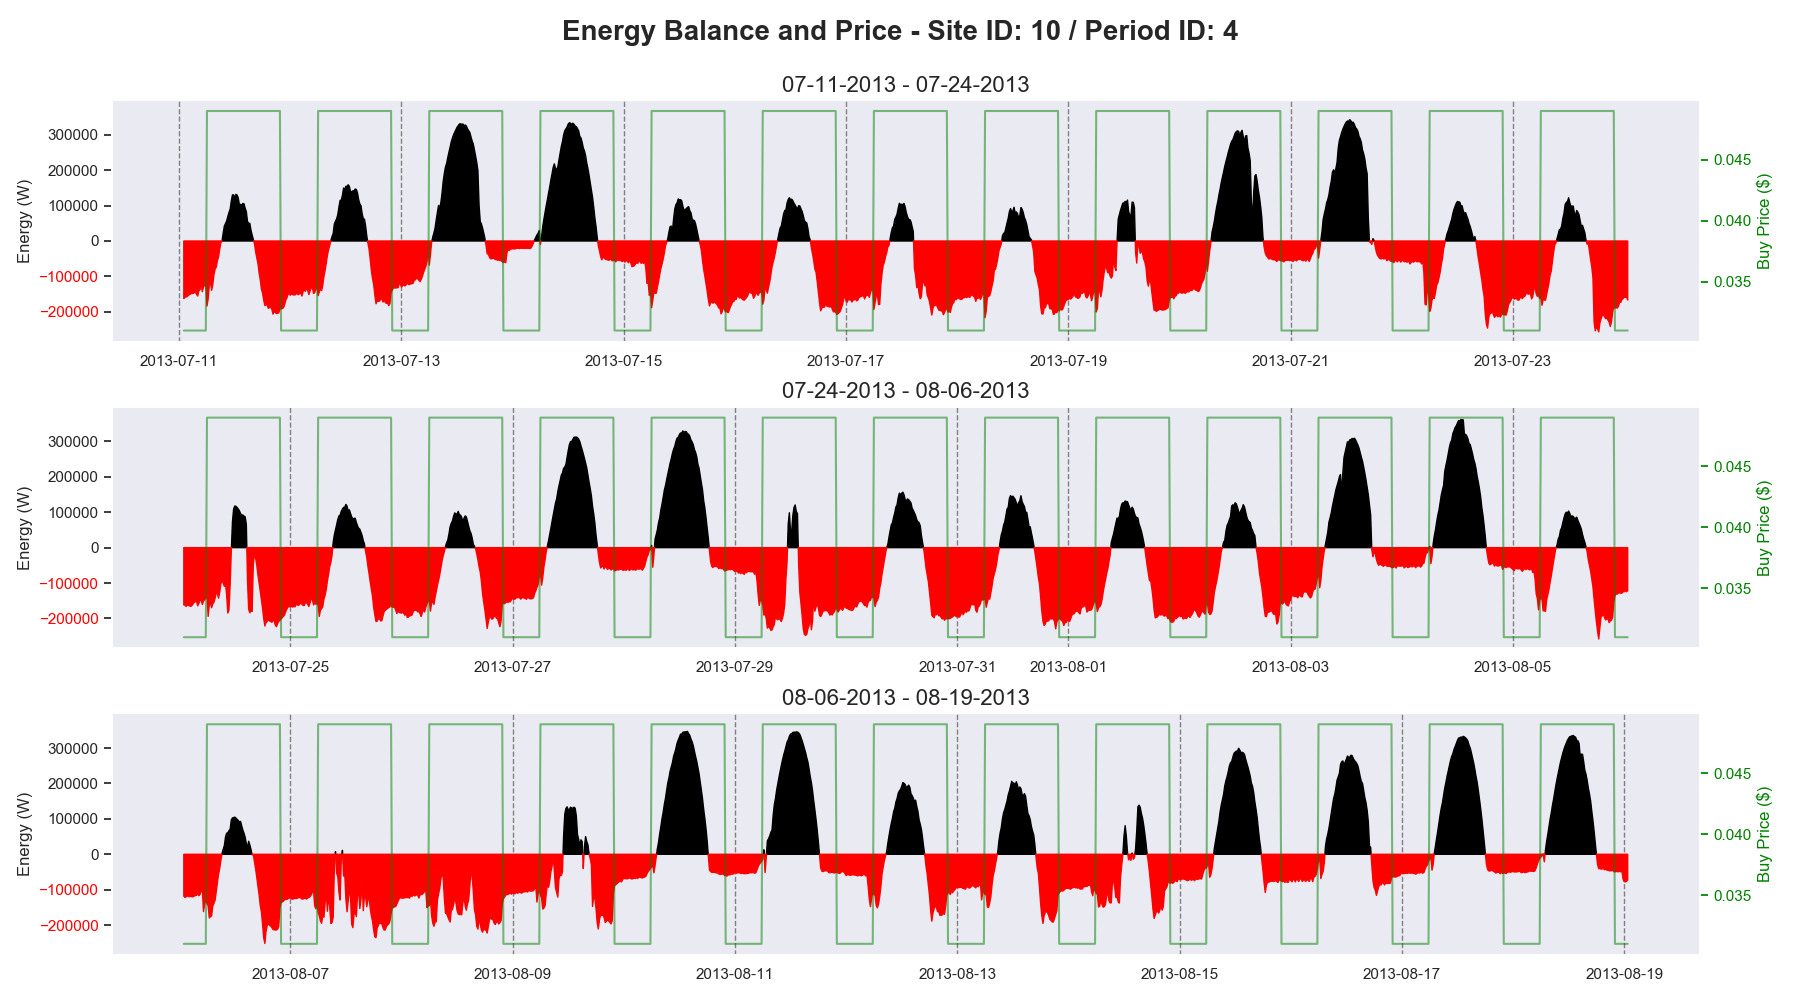 Energy Balance and Price - Site ID: 10 / Period ID: 4
07-11-2013 - 07-24-2013
Energy (W)
300000
200000
100000
0
−100000
−200000
0.045
0.040
0.035
Buy Price ($)
2013-07-11 2013-07-13 2013-07-15 2013-07-17 2013-07-19 2013-07-21 2013-07-23
07-24-2013 - 08-06-2013
Energy (W)
300000
200000
100000
0
−100000
−200000
0.045
0.040
0.035
Buy Price ($)
2013-07-25 2013-07-27 2013-07-29 2013-07-31 2013-08-01 2013-08-03 2013-08-05
08-06-2013 - 08-19-2013
Energy (W)
300000
200000
100000
0
−100000
−200000
0.045
0.040
0.035
Buy Price ($)
2013-08-07 2013-08-09 2013-08-11 2013-08-13 2013-08-15 2013-08-17 2013-08-19